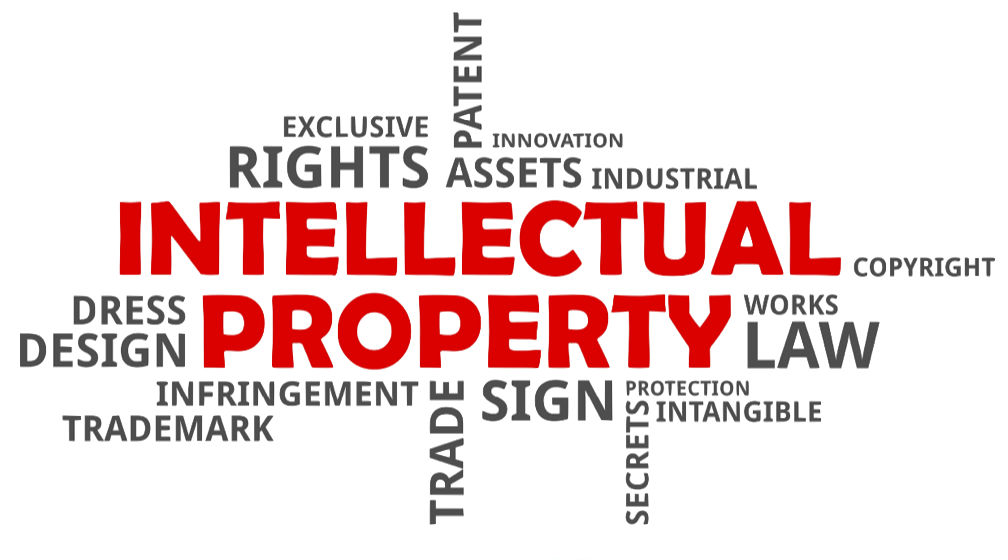 PATENT
EXCLUSIVE
INNOVATION
RIGHTS ASSETS INDUSTRIAL
INTELLECTUAL
COPYRIGHT
DRESS
PROPERTY
WORKS
DESIGN
LAW
INFRINGEMENT
TRADE
SIGN
PROTECTION
INTANGIBLE
TRADEMARK
SECRETS